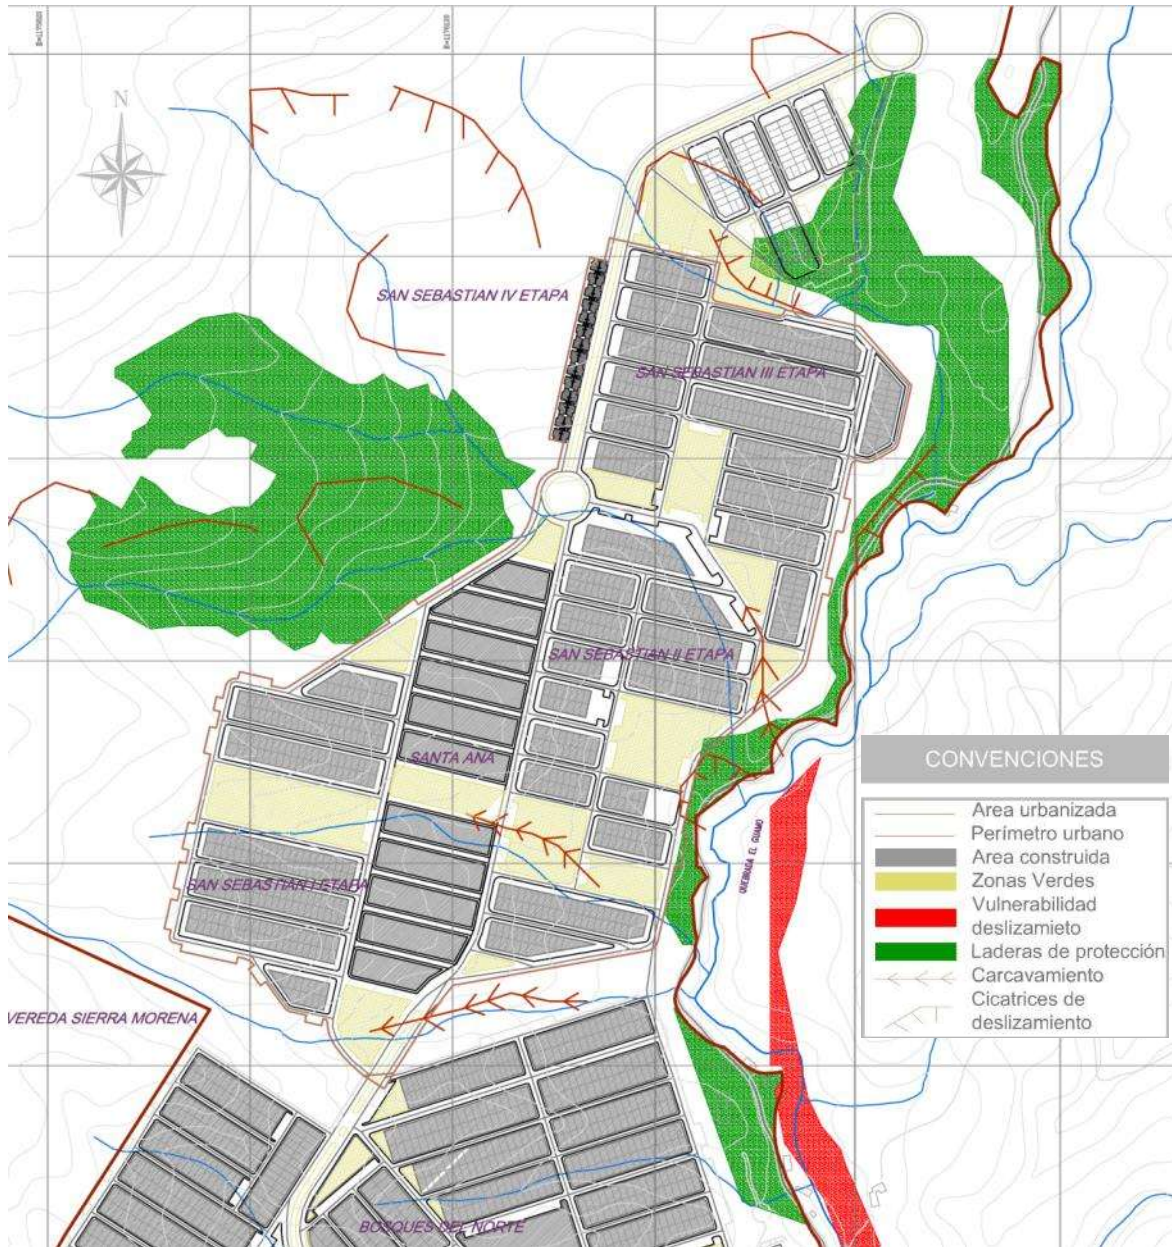 N
SAN SEBASTIAN IV ETAPA
SAN SEBASTIAN III ETAPA
SAN SEBASTIAN II ETAPA
SANTA ANA
SAN SEBASTIAN I ETAPA
VEREDA SIERRA MORENA
BOSQUES DEL NORTE
QUEBRADA EL GUAMO
CONVENCIONES
Area urbanizada
Perímetro urbano
Area construida
Zonas Verdes
Vulnerabilidad
deslizamieto
Laderas de protección
Carcavamiento
Cicatrices de
deslizamiento